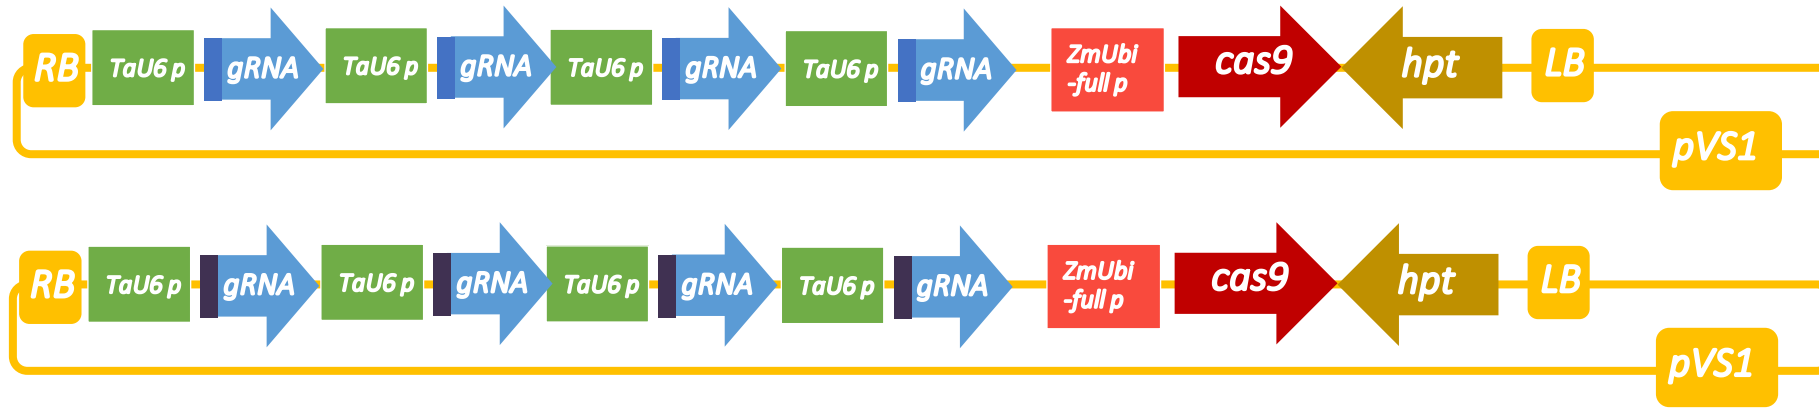 RB TaU6 p gRNA TaU6 p gRNA TaU6 p gRNA TaU6 p gRNA ZmUbi cas9 hpt LB
-full p
pVS1
RB TaU6 p gRNA TaU6 p gRNA TaU6 p gRNA TaU6 p gRNA ZmUbi cas9 hpt LB
-full p
pVS1